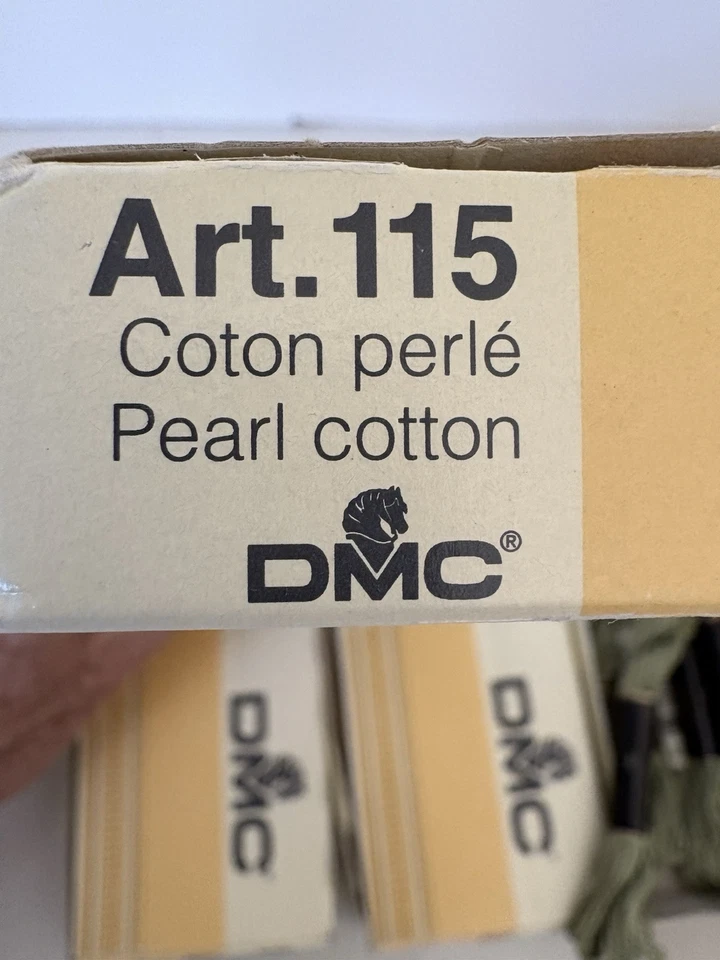 Art.115
Coton perlé
Pearl cotton
DMC®
DMC
DMC